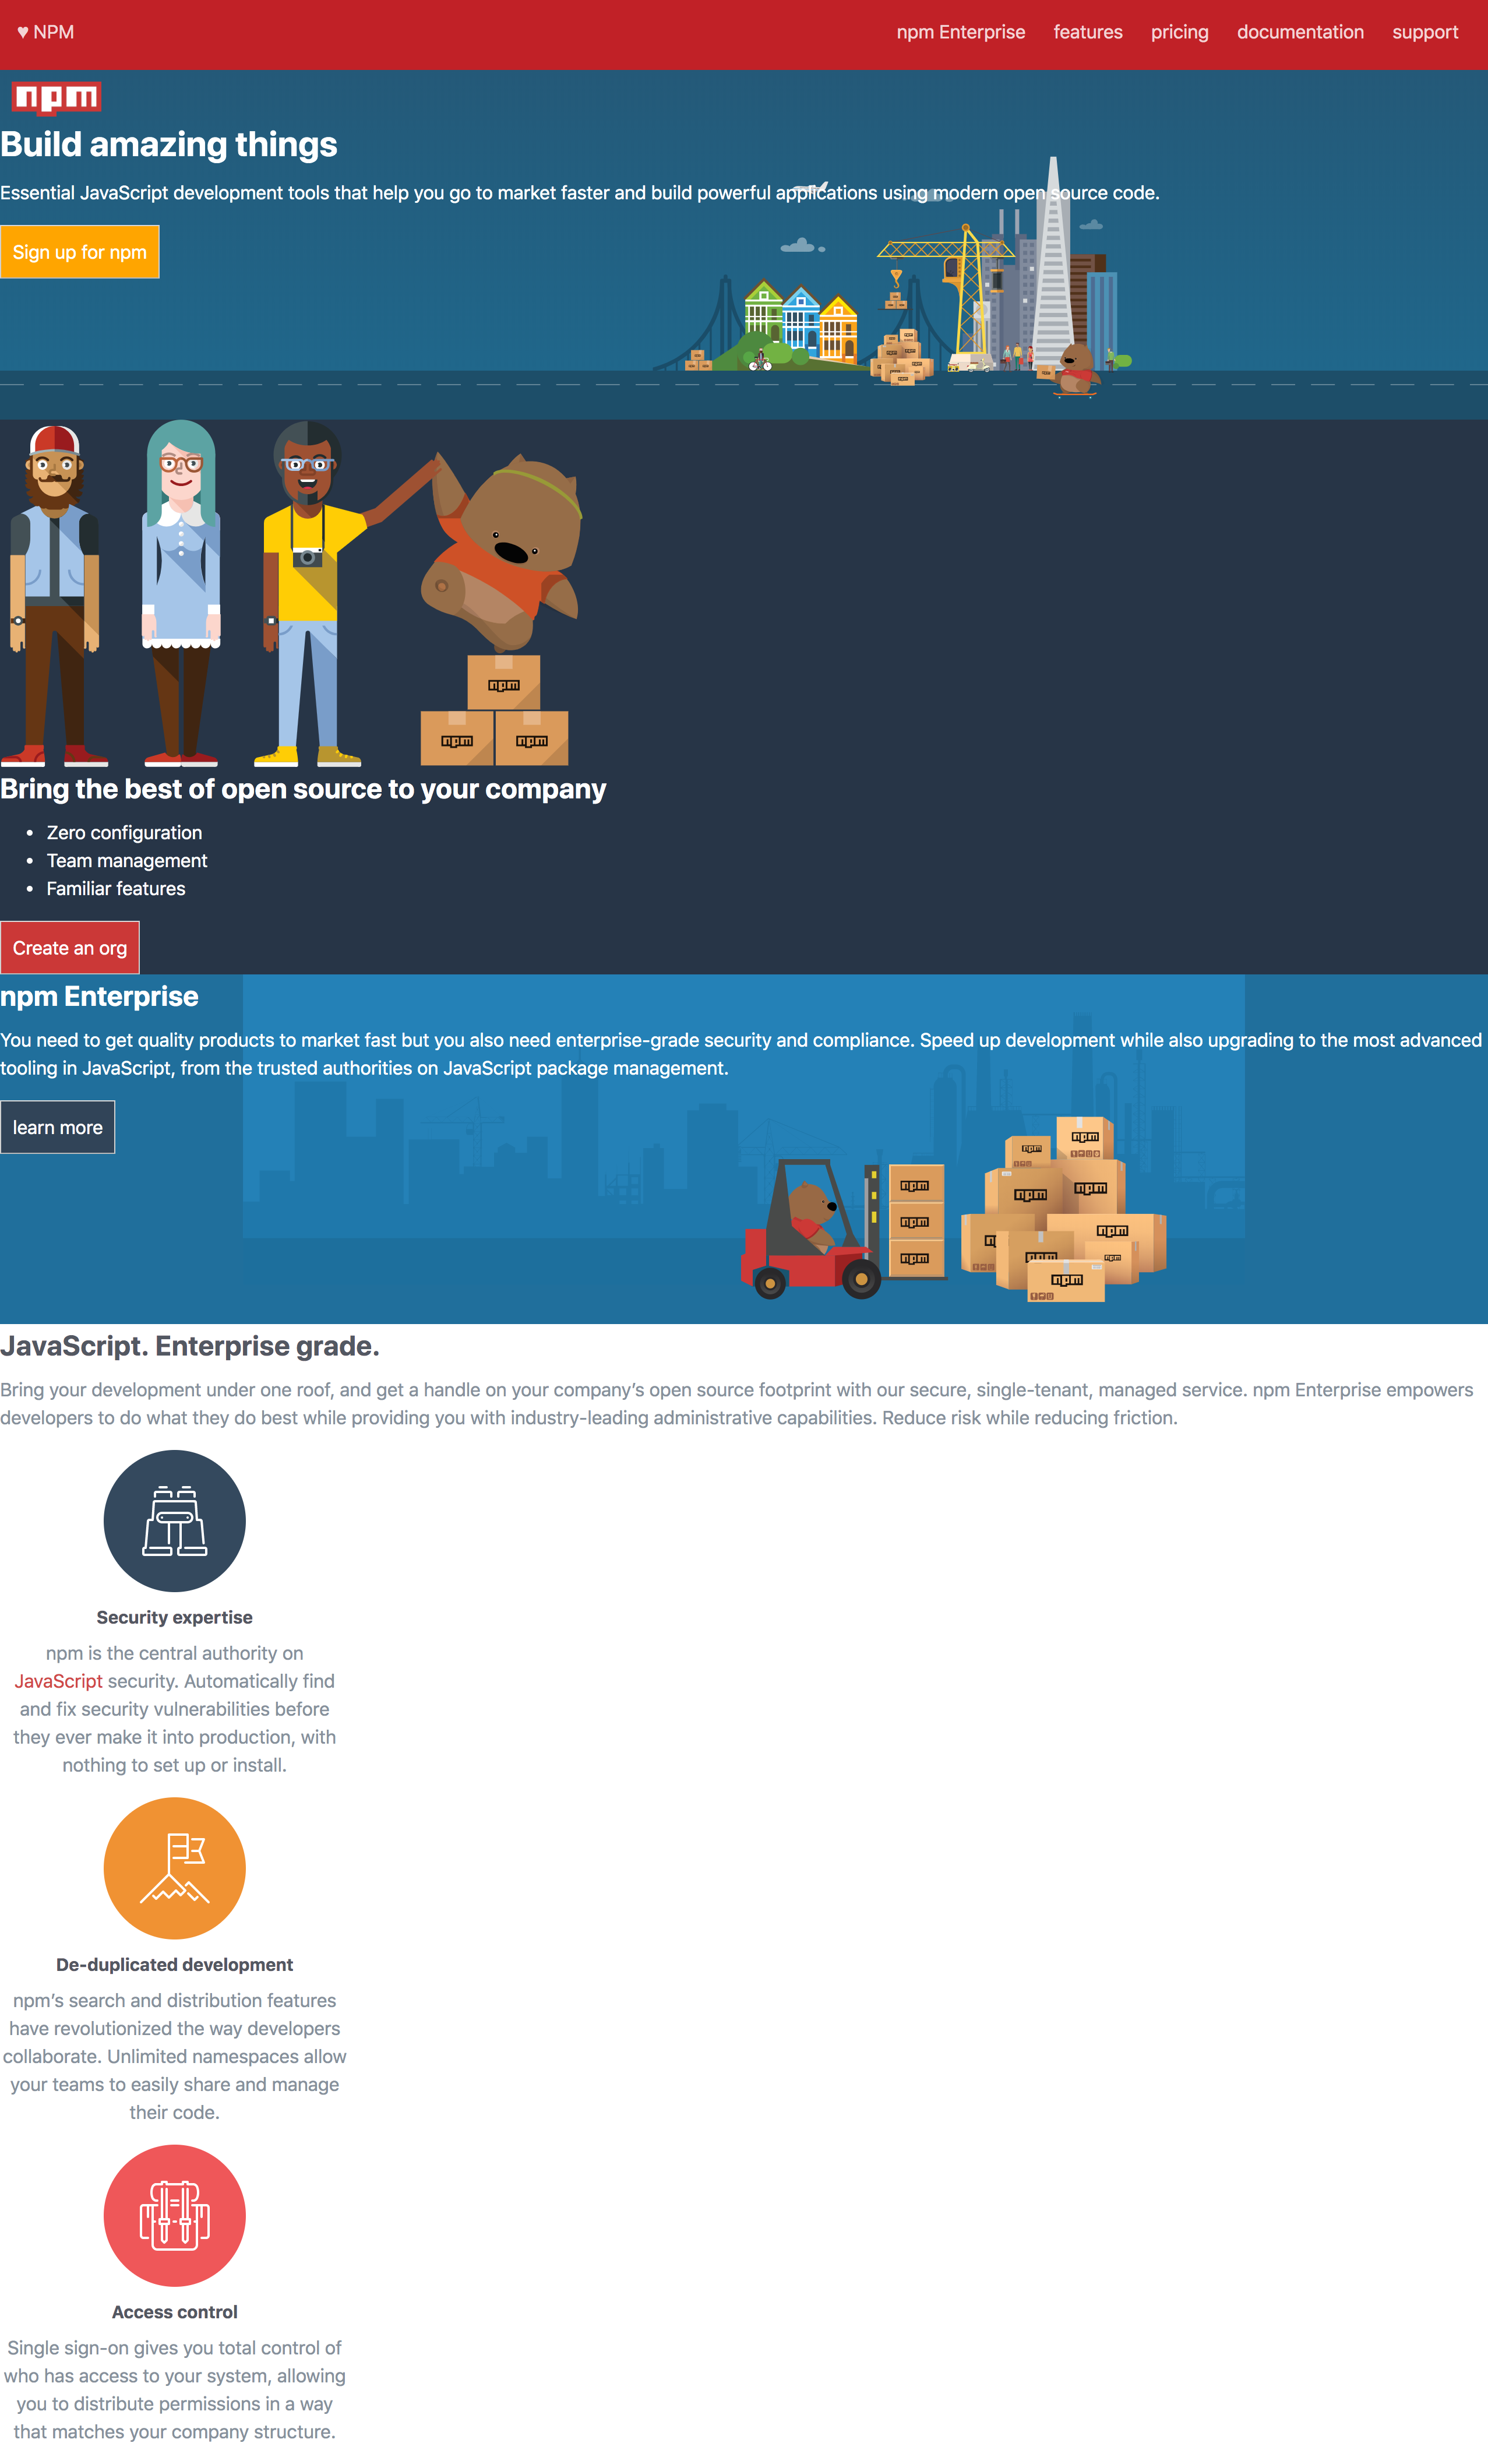 ♥ NPM
npm Enterprise features pricing documentation support
npm
Build amazing things
Essential JavaScript development tools that help you go to market faster and build powerful applications using modern open source code.
Sign up for npm
npm
npm npm
Bring the best of open source to your company
• Zero configuration
• Team management
• Familiar features
Create an org
npm Enterprise
You need to get quality products to market fast but you also need enterprise-grade security and compliance. Speed up development while also upgrading to the most advanced
tooling in JavaScript, from the trusted authorities on JavaScript package management.
learn more
npm
npm
npm
npm
npm
npm
npm
npm
npm
npm
npm
JavaScript. Enterprise grade.
Bring your development under one roof, and get a handle on your company’s open source footprint with our secure, single-tenant, managed service. npm Enterprise empowers
developers to do what they do best while providing you with industry-leading administrative capabilities. Reduce risk while reducing friction.
Security expertise
npm is the central authority on
JavaScript security. Automatically find
and fix security vulnerabilities before
they ever make it into production, with
nothing to set up or install.
De-duplicated development
npm’s search and distribution features
have revolutionized the way developers
collaborate. Unlimited namespaces allow
your teams to easily share and manage
their code.
Access control
Single sign-on gives you total control of
who has access to your system, allowing
you to distribute permissions in a way
that matches your company structure.